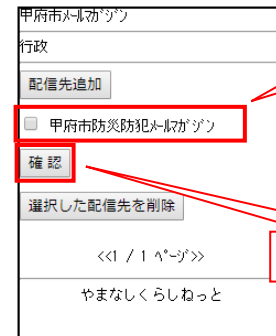 甲府市ﾒｰﾙﾏｶﾞｼﾞﾝ
行政
配信先追加
甲府市防災防犯ﾒｰﾙﾏｶﾞｼﾞﾝ
確 認
選択した配信先を削除
<<1 / 1 ﾍﾟｰｼﾞ>>
やまなしくらしねっと